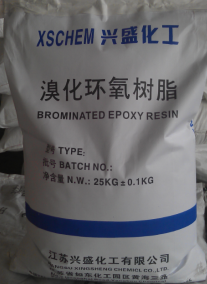 XSCHEM 兴盛化工
溴化环氧树脂
BROMINATED EPOXY RESIN
型号 TYPE:
批号 BATCH NO.:
净含量 N.W.: 25KG±0.1KG
江苏兴盛化工有限公司